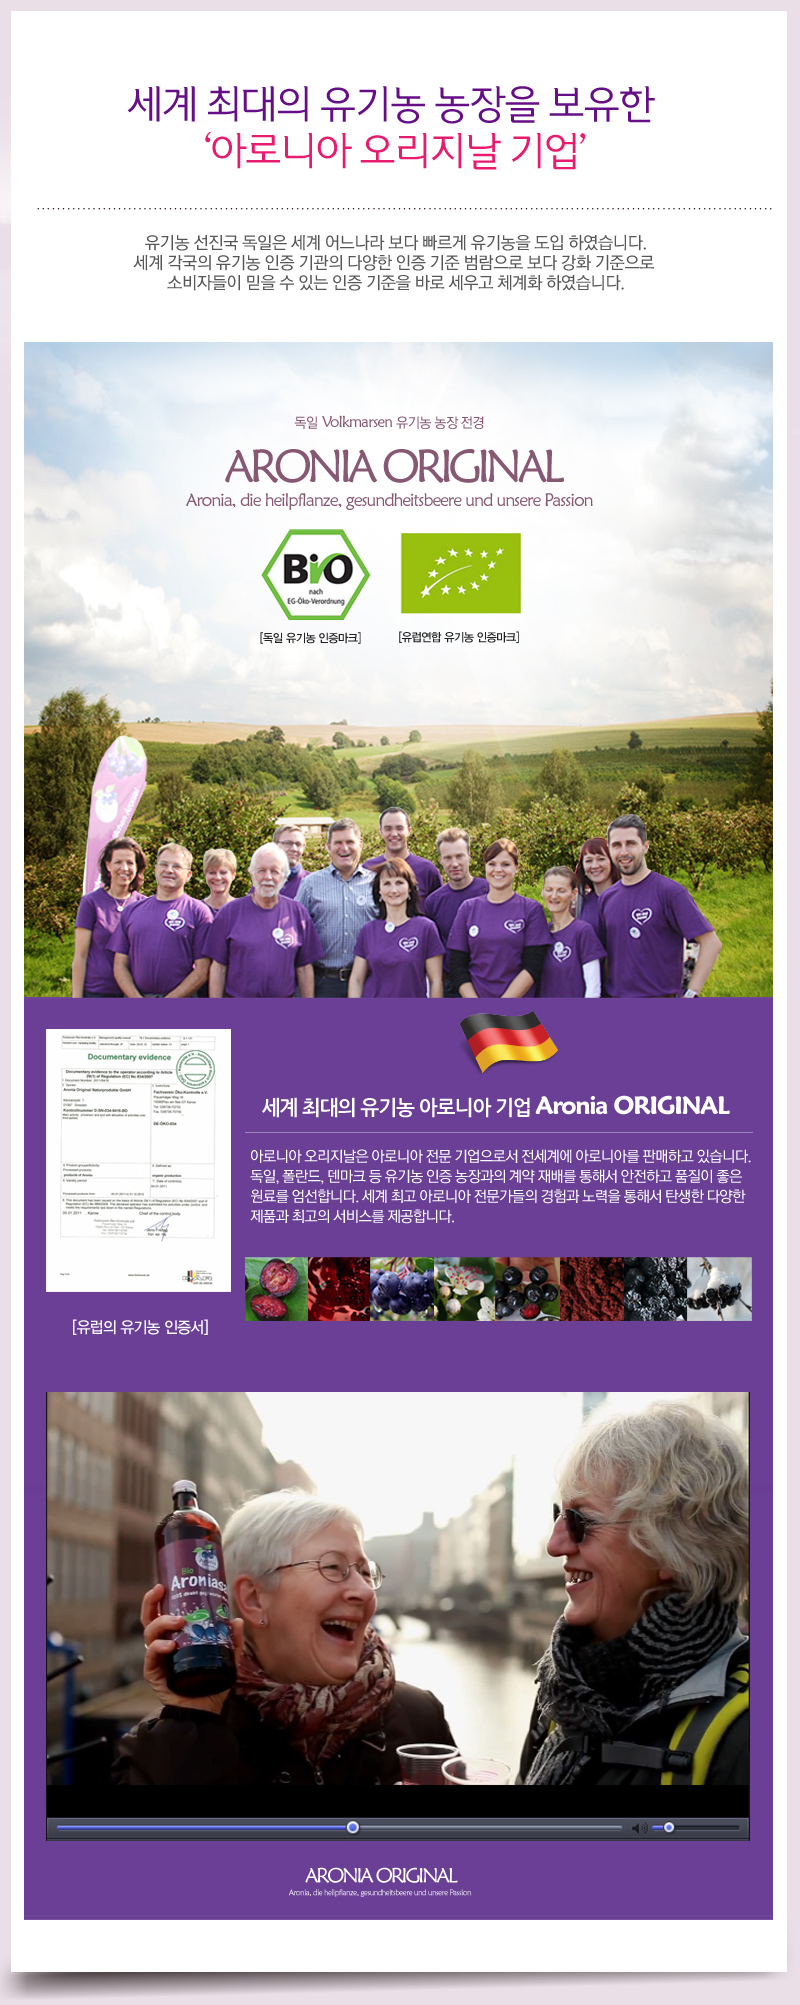 세계 최대의 유기농 농장을 보유한
‘아로니아 오리지날 기업’
유기농 선진국 독일은 세계 어느나라 보다 빠르게 유기농을 도입 하였습니다.
세계 각국의 유기농 인증 기관의 다양한 인증 기준 범람으로 보다 강화 기준으로
소비자들이 믿을 수 있는 인증 기준을 바로 세우고 체계화 하였습니다.
독일 Volkmarsen 유기농 농장 전경
ARONIA ORIGINAL
Aronia, die heilpflanze, gesundheitsbeere und unsere Passion
Bio
nach
EG-Öko-Verordnung
[독일 유기농 인증마크]
[유럽연합 유기농 인증마크]
Documentary evidence
Documentary evidence to the operator according to Article
Aronia Original Naturprodukte GmbH
[유럽의 유기농 인증서]
세계 최대의 유기농 아로니아 기업 Aronia ORIGINAL
아로니아 오리지날은 아로니아 전문 기업으로서 전세계에 아로니아를 판매하고 있습니다.
독일, 폴란드, 덴마크 등 유기농 인증 농장과의 계약 재배를 통해서 안전하고 품질이 좋은
원료를 엄선합니다. 세계 최고 아로니아 전문가들의 경험과 노력을 통해서 탄생한 다양한
제품과 최고의 서비스를 제공합니다.
ARONIA
Bio
Aroniasa
ARONIA ORIGINAL
Aronia, die heilpflanze, gesundheitsbeere und unsere Passion